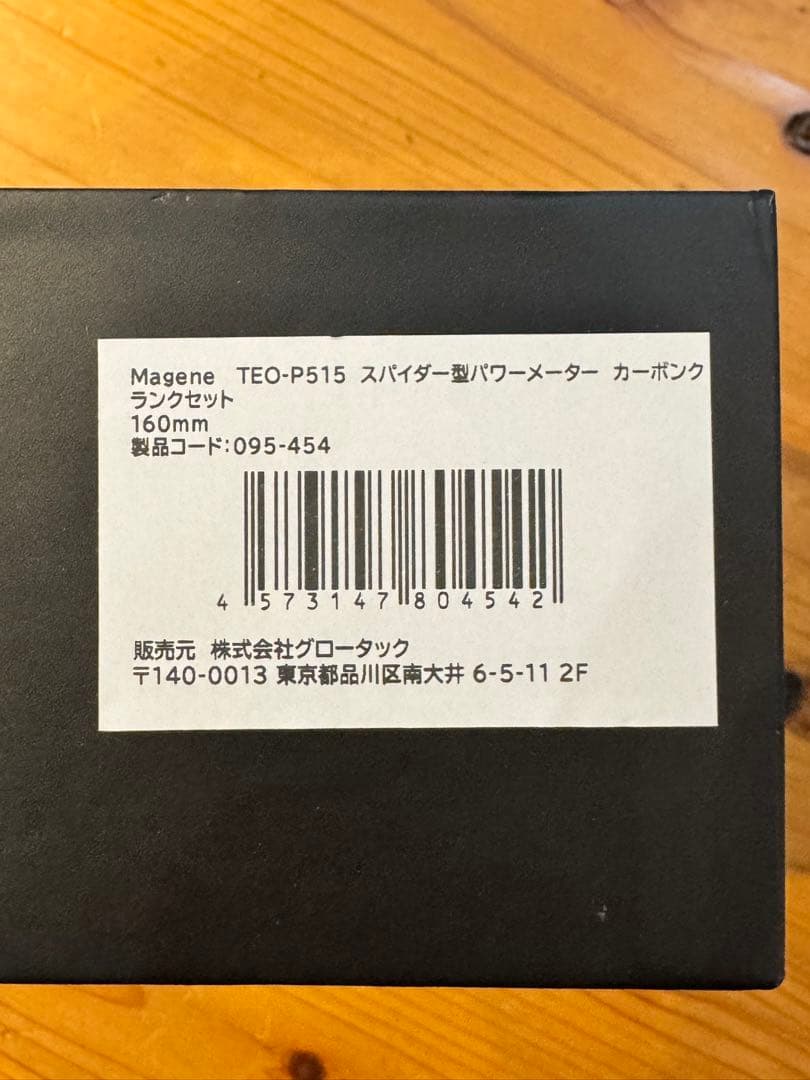 Magene TEO-P515 スパイダー型パワーメーター カーボンク
ランクセット
160mm
製品コード:095-454
4 573147 804542
販売元 株式会社グロータック
〒140-0013 東京都品川区南大井 6-5-11 2F